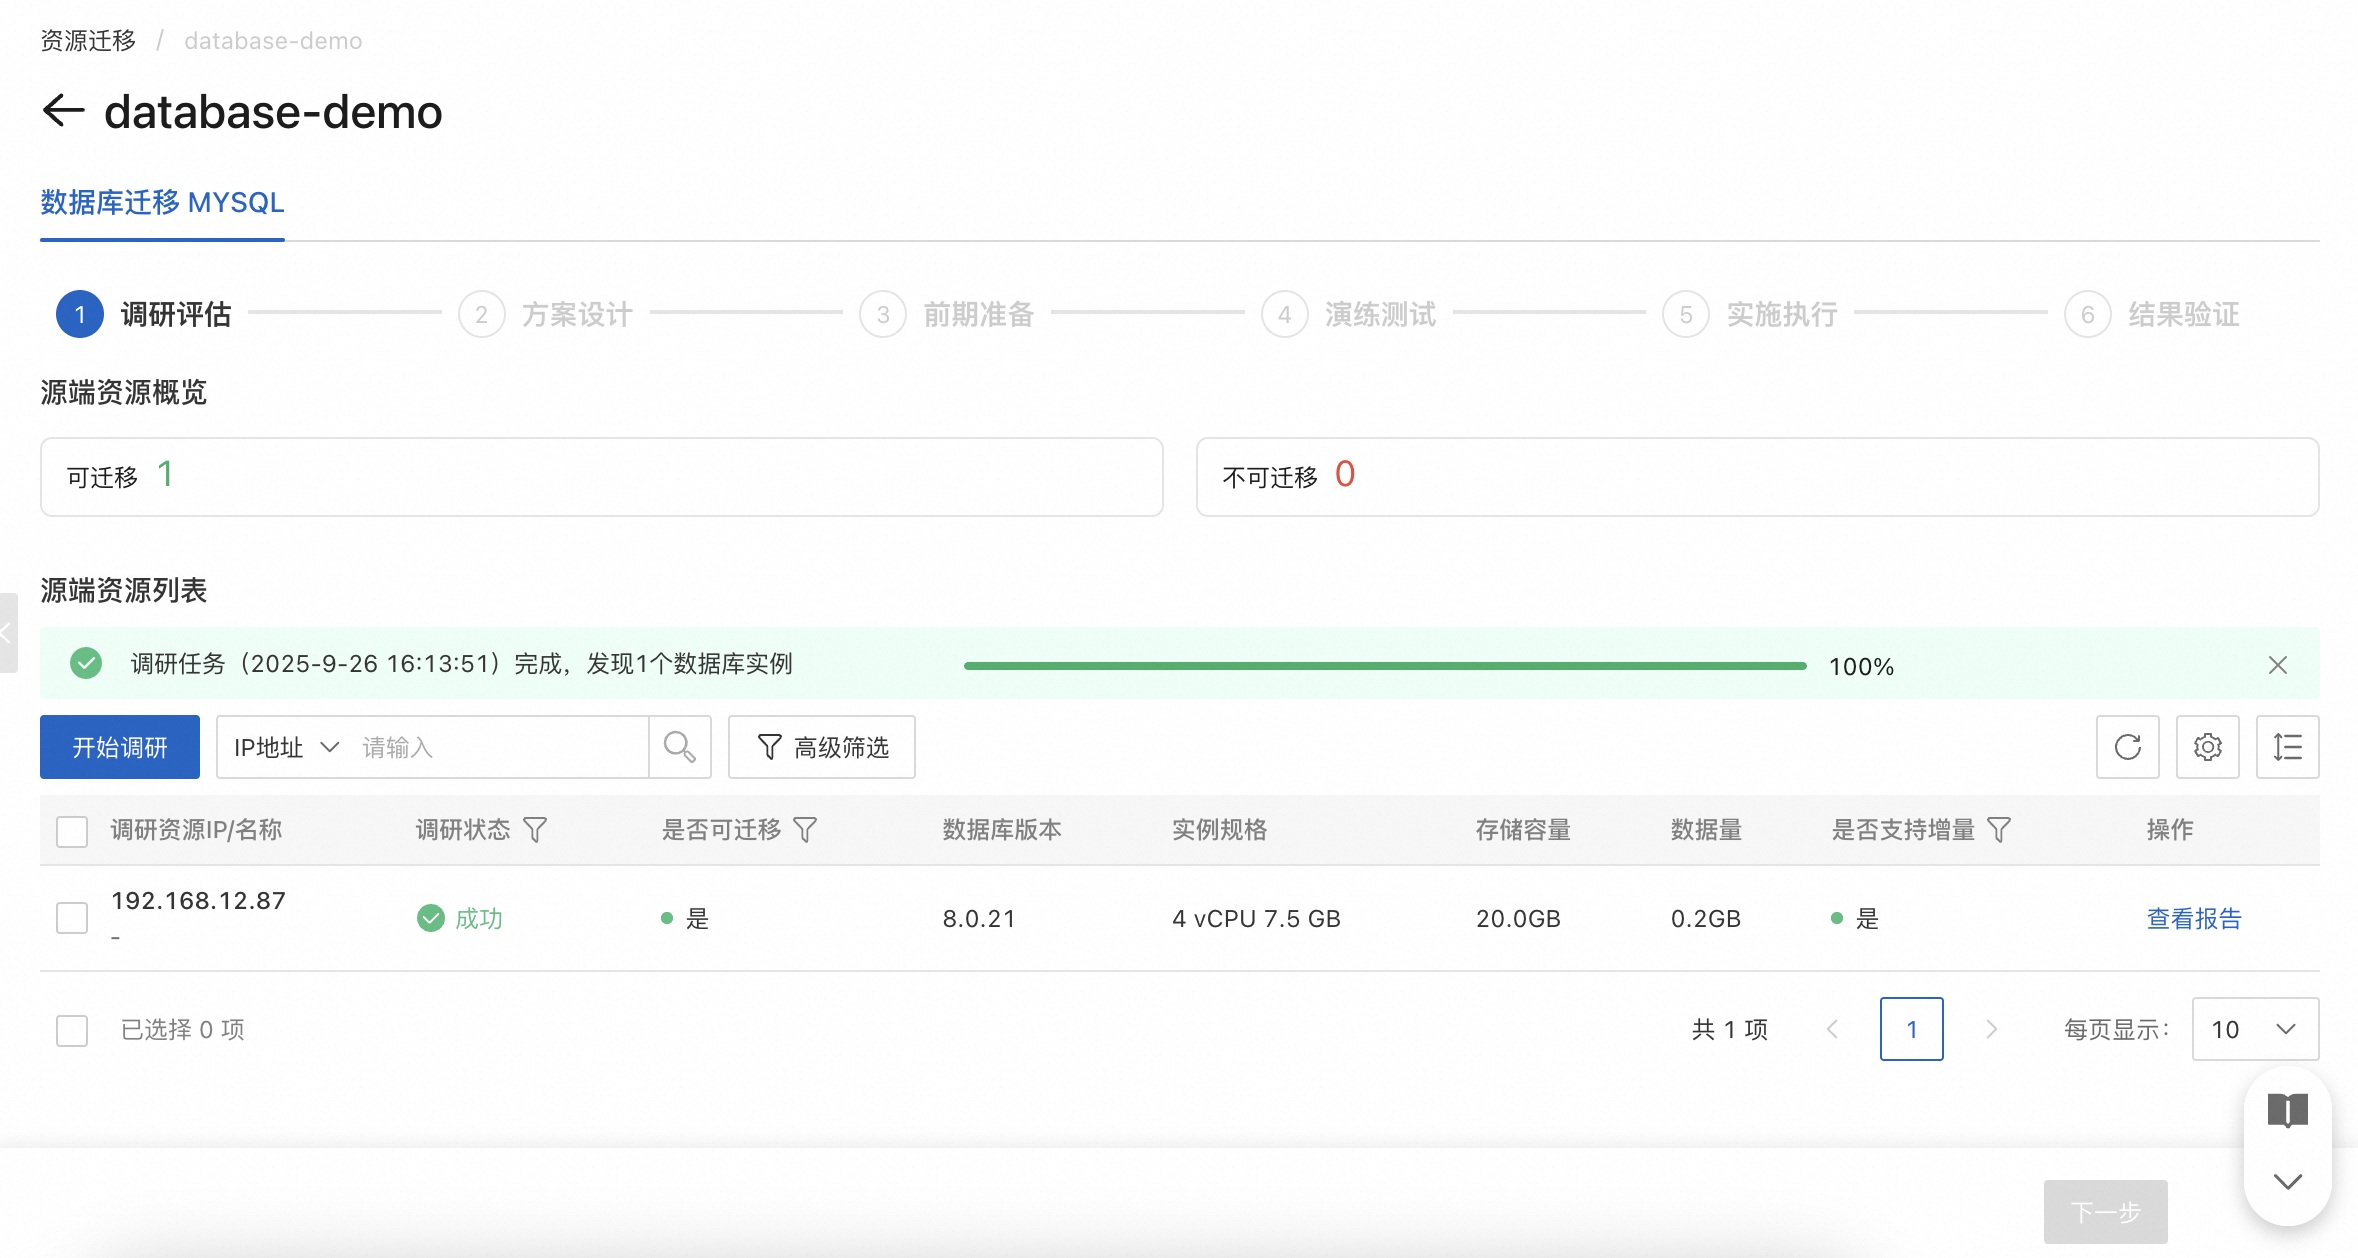 资源迁移 / database-demo
database-demo
数据库迁移 MYSQL
1 调研评估 2 方案设计 3 前期准备 4 演练测试 5 实施执行 6 结果验证
源端资源概览
可迁移 1 不可迁移 0
源端资源列表
调研任务（2025-9-26 16:13:51）完成，发现1个数据库实例 100%
开始调研 IP地址 请输入 高级筛选
调研资源IP/名称 调研状态 是否可迁移 数据库版本 实例规格 存储容量 数据量 是否支持增量 操作
192.168.12.87 成功 是 8.0.21 4 vCPU 7.5 GB 20.0GB 0.2GB 是 查看报告
-
已选择 0 项 共 1 项 1 每页显示： 10
下一步